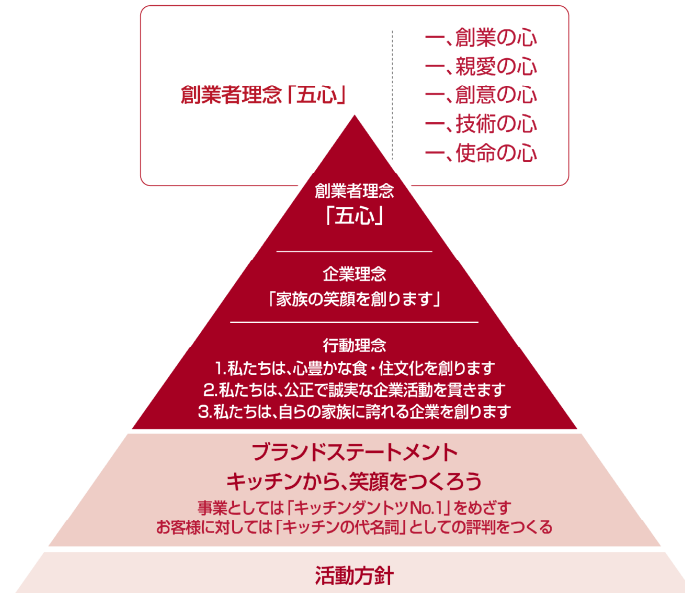 創業者理念「五心」
一、創業の心
一、親愛の心
一、創意の心
一、技術の心
一、使命の心
創業者理念
「五心」
企業理念
「家族の笑顔を創ります」
行動理念
1.私たちは、心豊かな食・住文化を創ります
2.私たちは、公正で誠実な企業活動を貫きます
3.私たちは、自らの家族に誇れる企業を創ります
ブランドステートメント
キッチンから、笑顔をつくろう
事業としては「キッチンダントツNo.1」をめざす
お客様に対しては「キッチンの代名詞」としての評判をつくる
活動方針